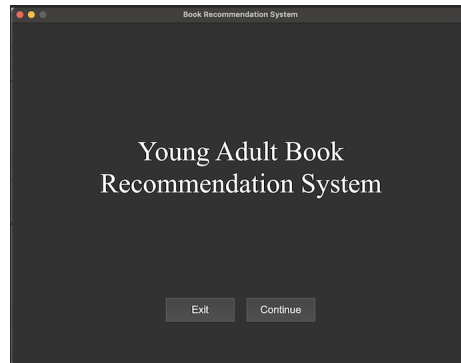 Book Recommendation System
Young Adult Book
Recommendation System
Exit Continue